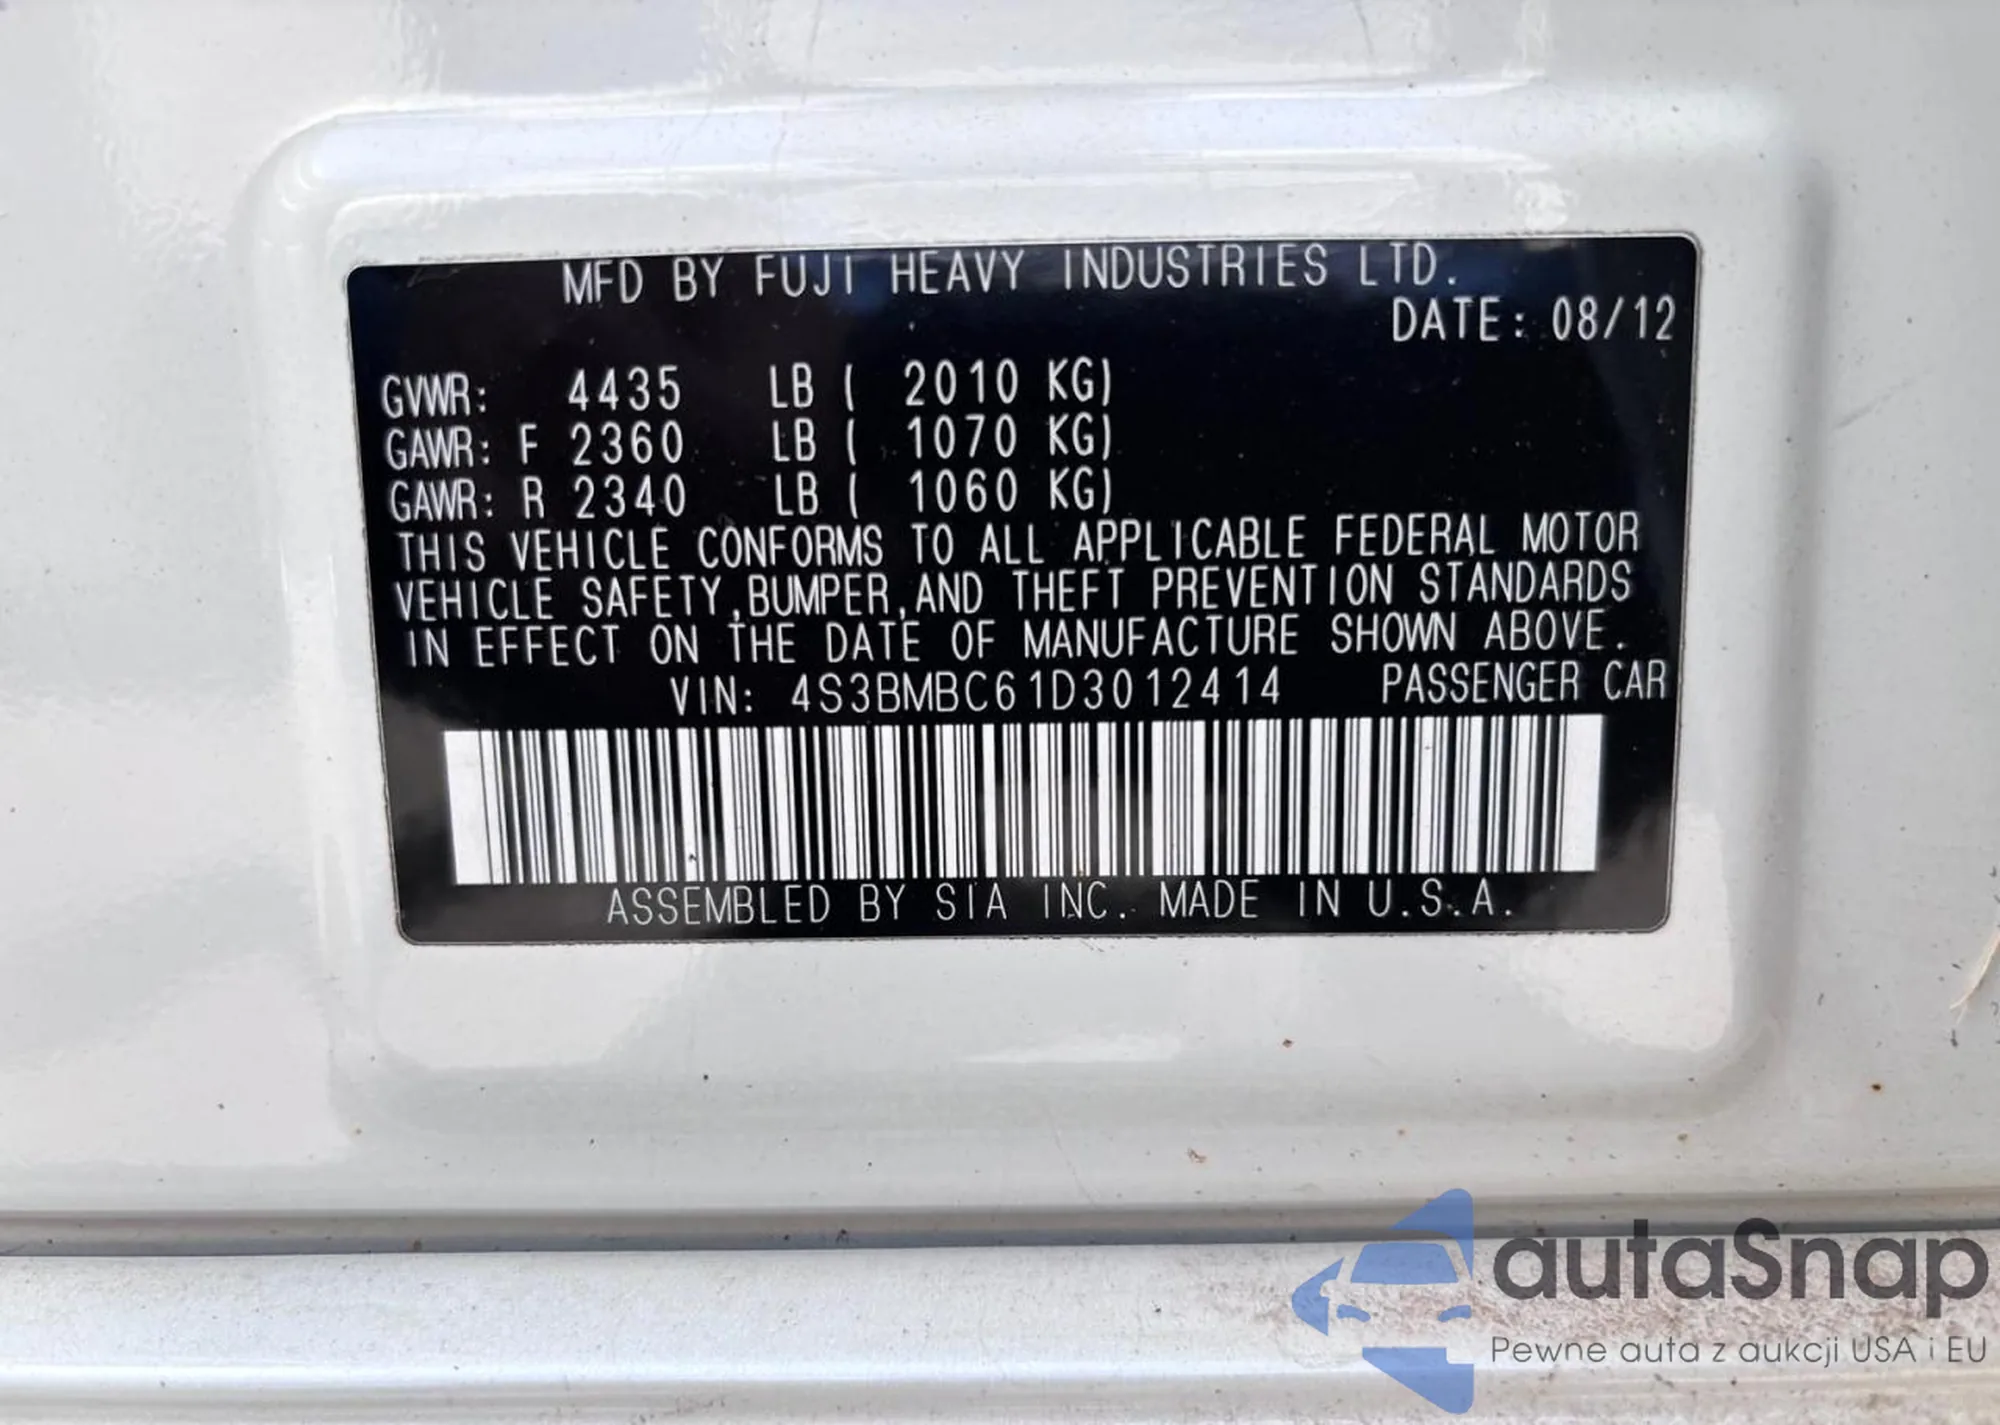 MFD BY FUJI HEAVY INDUSTRIES LTD.
DATE: 08/12
GVWR: 4435 LB ( 2010 KG)
GAWR: F 2360 LB ( 1070 KG)
GAWR: R 2340 LB ( 1060 KG)
THIS VEHICLE CONFORMS TO ALL APPLICABLE FEDERAL MOTOR
VEHICLE SAFETY,BUMPER,AND THEFT PREVENTION STANDARDS
IN EFFECT ON THE DATE OF MANUFACTURE SHOWN ABOVE.
VIN: 4S3BMBC61D3012414 PASSENGER CAR
ASSEMBLED BY SIA INC. MADE IN U.S.A.
autaSnap
Pewne auta z aukcji USA i EU